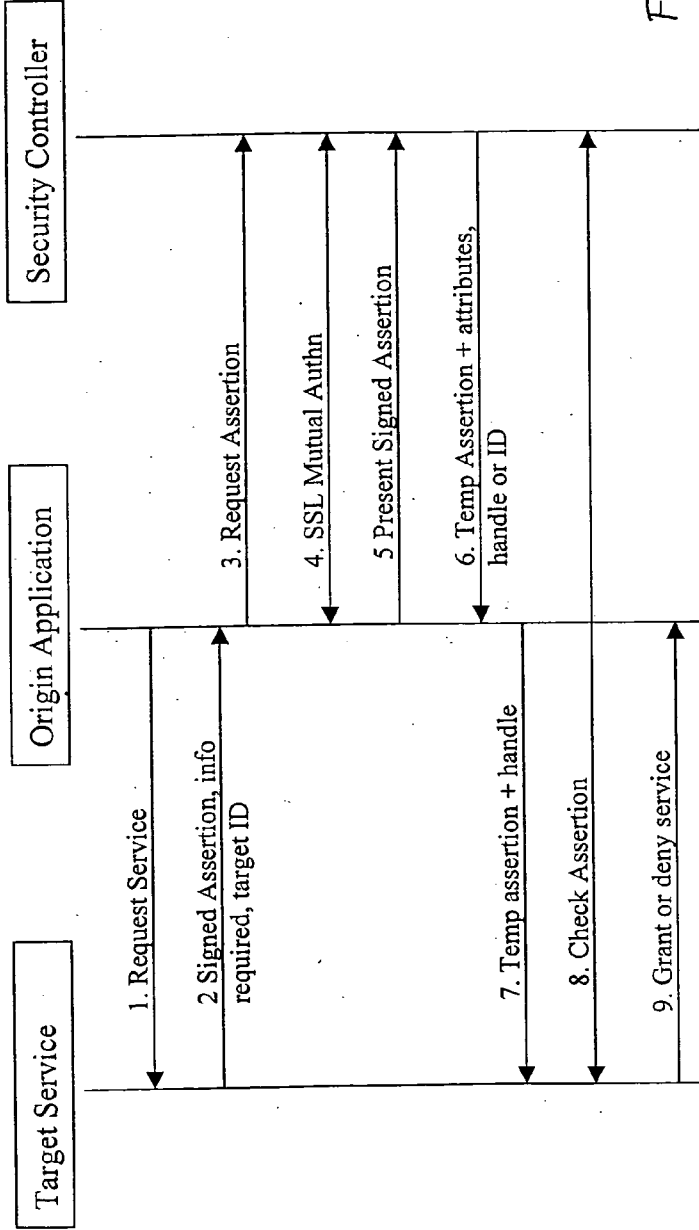 Target Service
Origin Application
Security Controller
1. Request Service
2 Signed Assertion, info
required, target ID
3. Request Assertion
4. SSL Mutual Authn
5 Present Signed Assertion
6. Temp Assertion + attributes,
handle or ID
7. Temp assertion + handle
8. Check Assertion
9. Grant or deny service
F